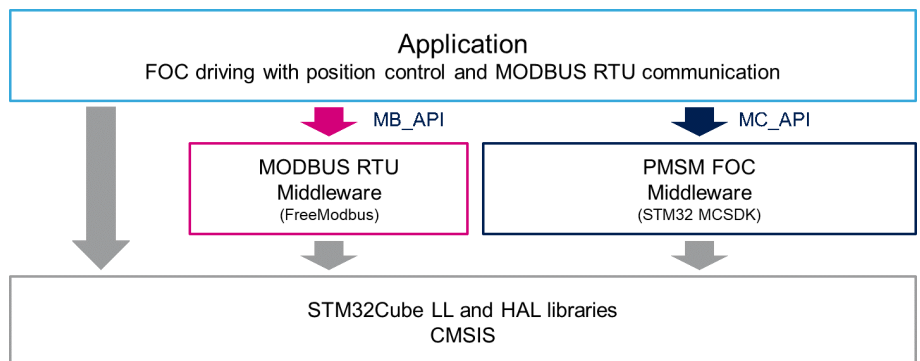 Application
FOC driving with position control and MODBUS RTU communication
MB_API
MC_API
MODBUS RTU
Middleware
(FreeModbus)
PMSM FOC
Middleware
(STM32 MCSDK)
STM32Cube LL and HAL libraries
CMSIS